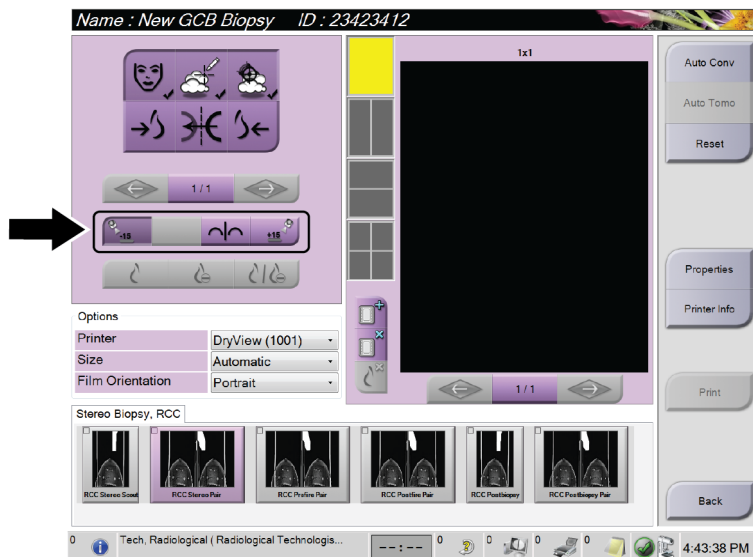 Name : New GCB Biopsy ID : 23423412
1 / 1
-15
+15
Options
Printer DryView (1001)
Size Automatic
Film Orientation Portrait
1x1
1 / 1
Auto Conv
Auto Tomo
Reset
Properties
Printer Info
Print
Back
Stereo Biopsy, RCC
RCC Stereo Scout
RCC Stereo Pair
RCC Prefire Pair
RCC Postfire Pair
RCC Postbiopsy
RCC Postbiopsy Pair
0 Tech, Radiological ( Radiological Technologis... --:-- 0 0 0 0 4:43:38 PM